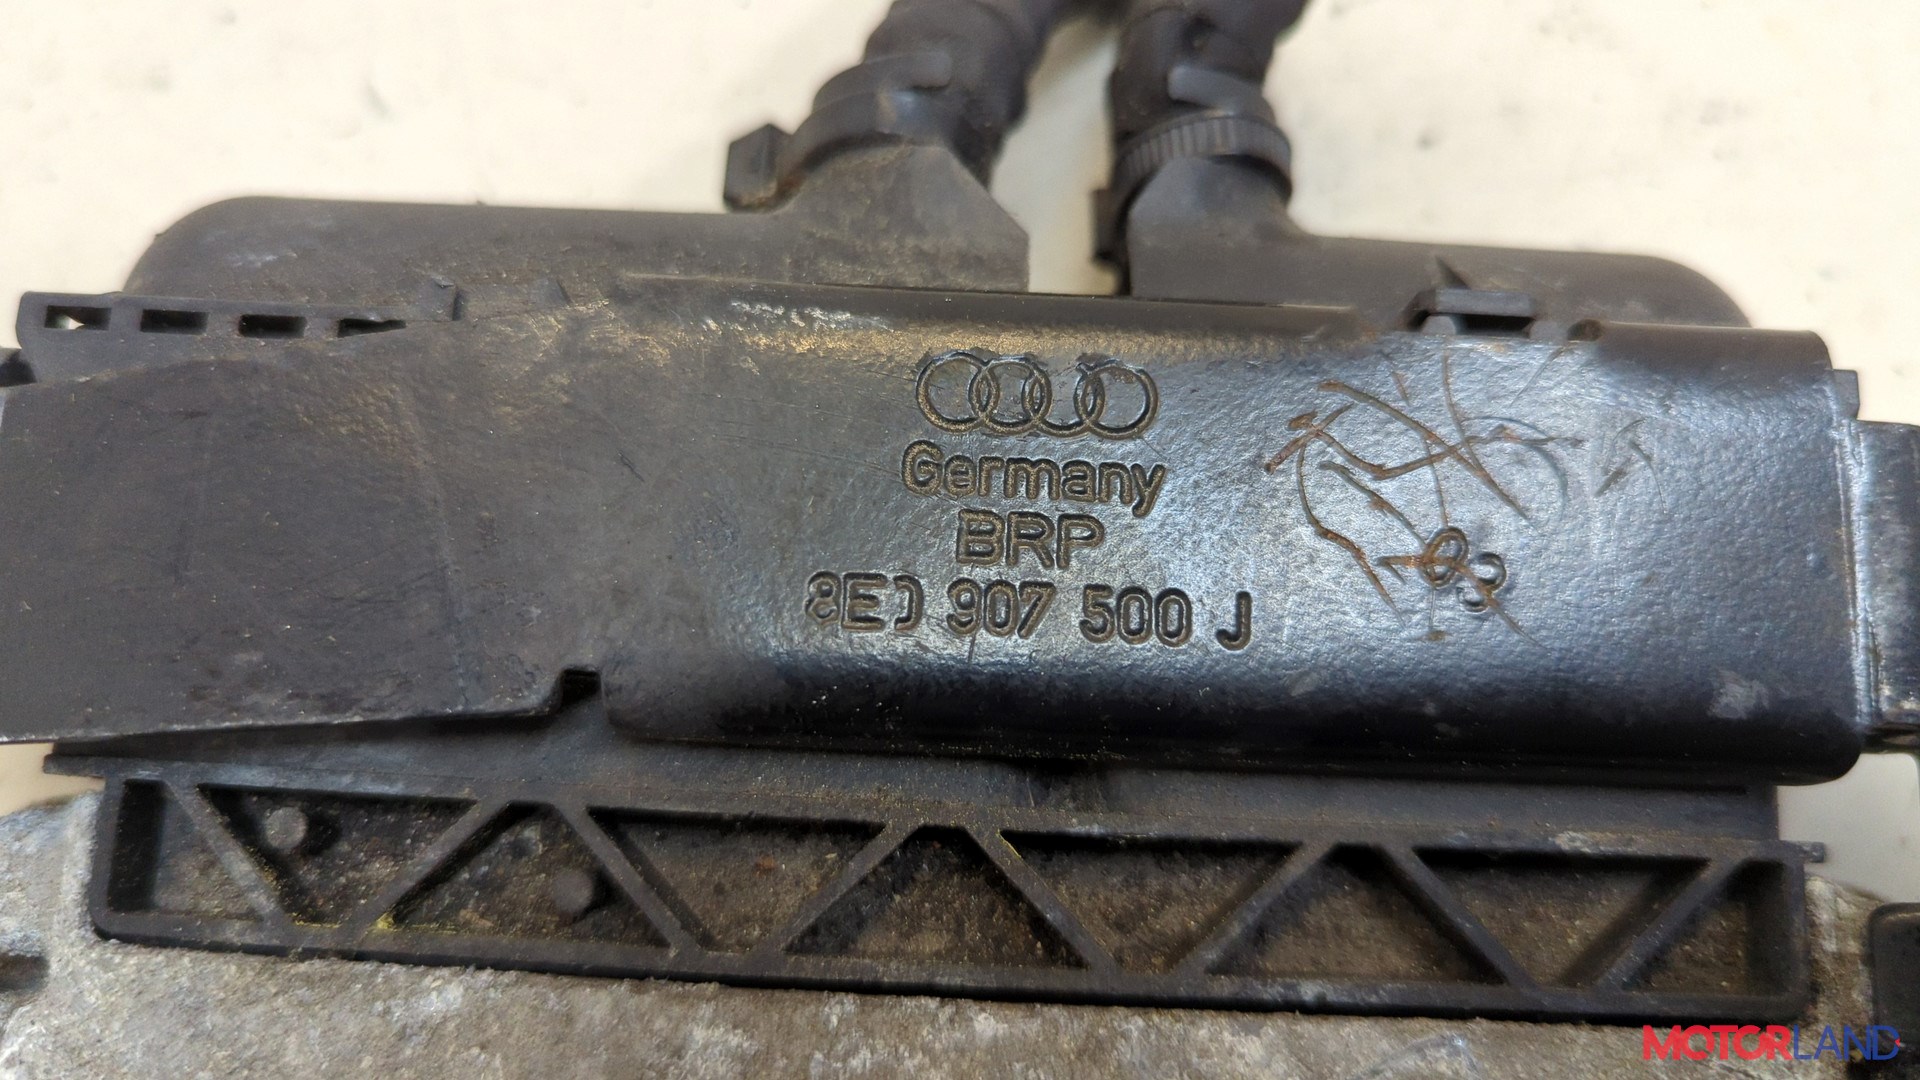 Germany
BRP
8E0 907 500 J
MOTORLAND